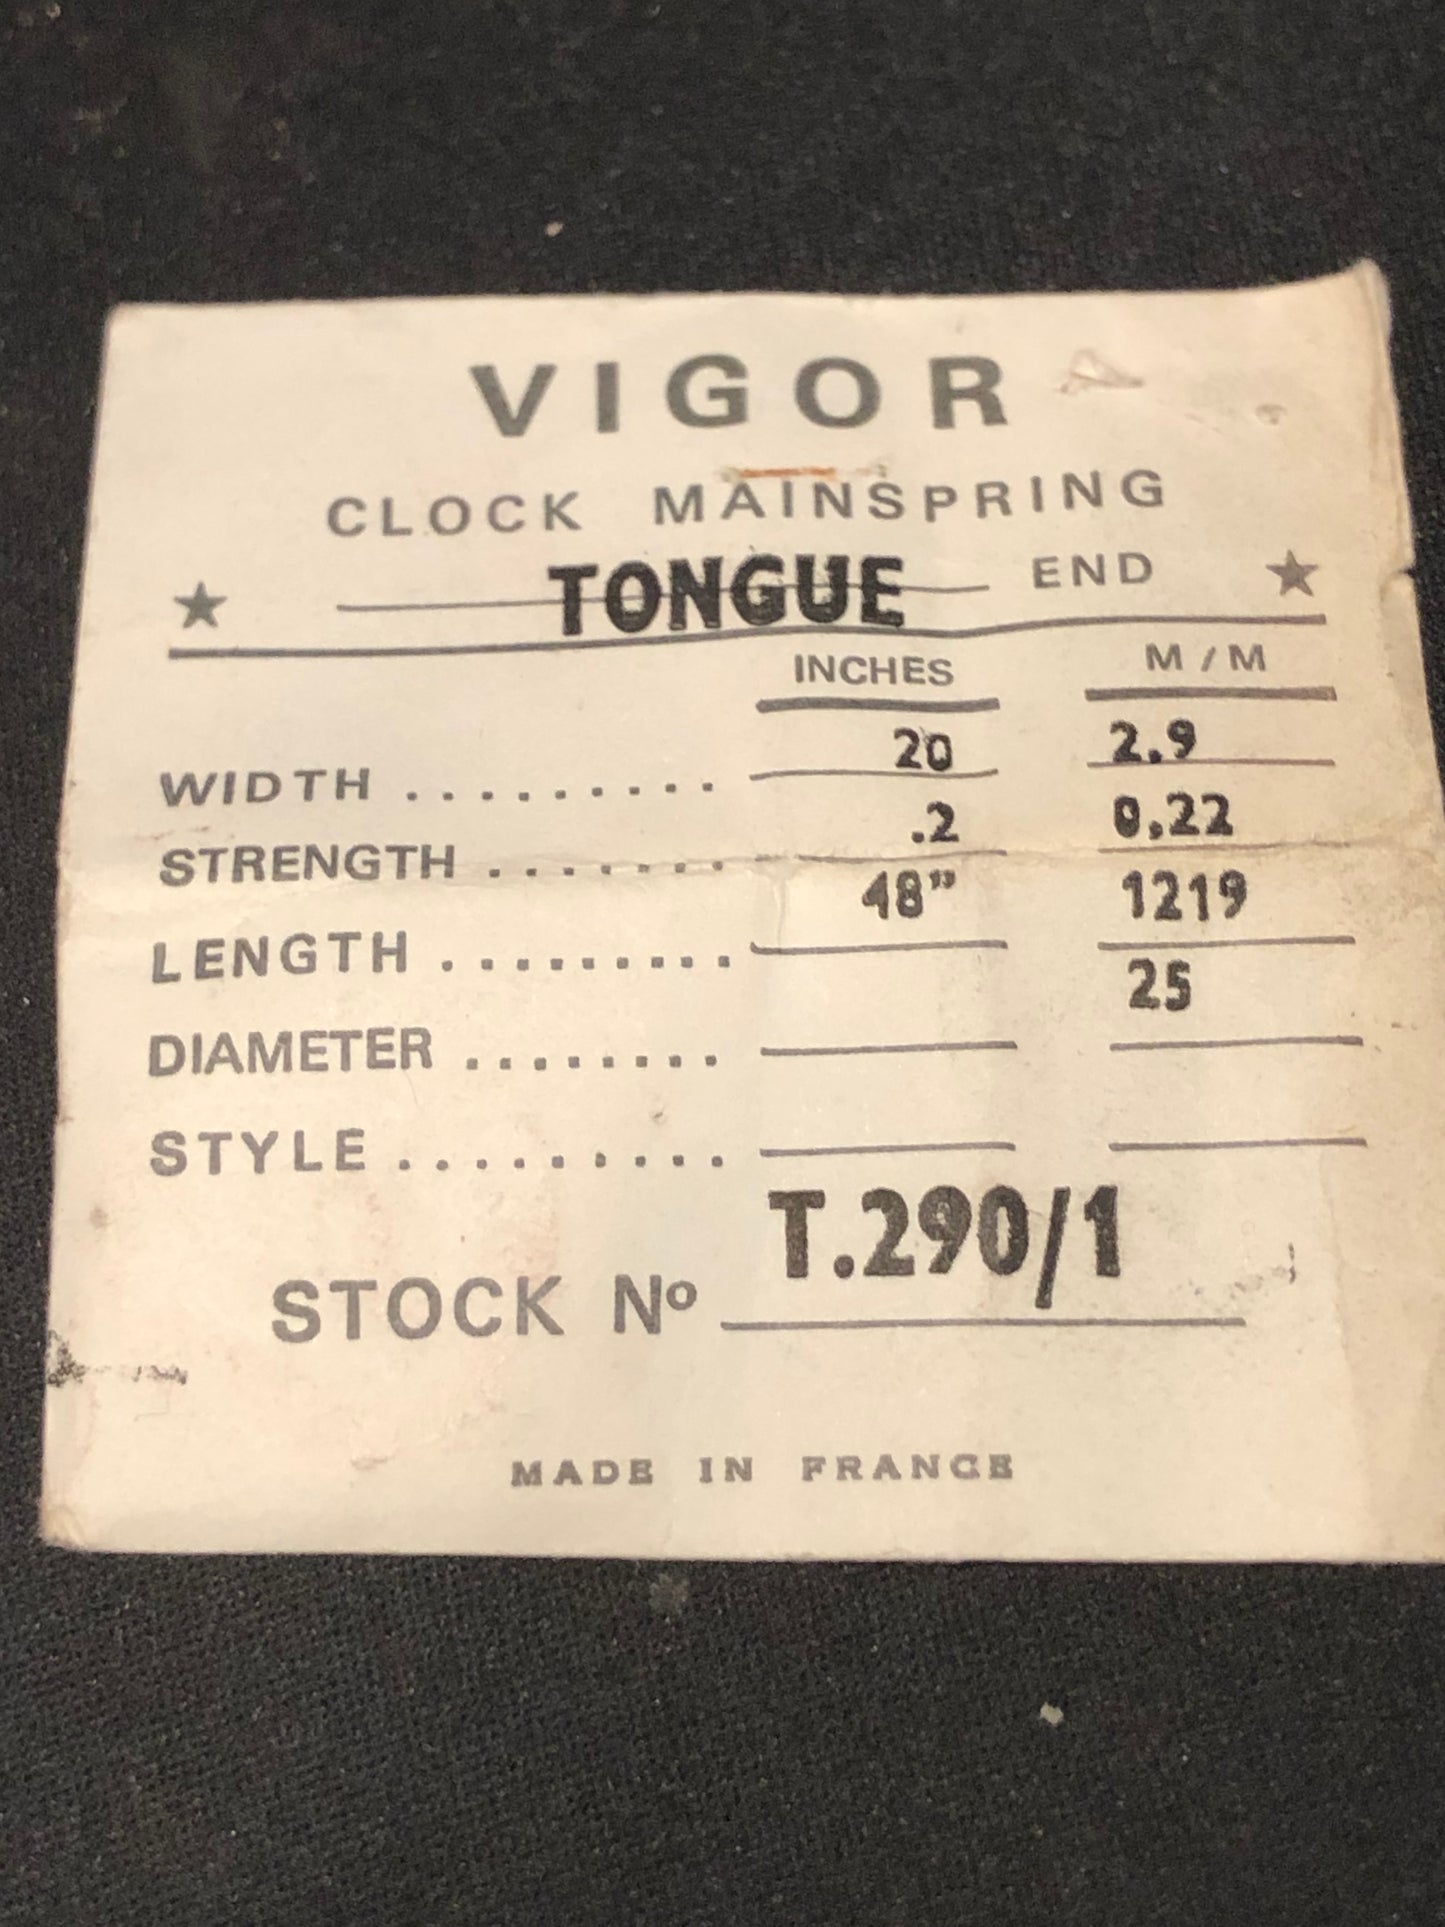 VIGOR
CLOCK MAINSPRING
TONGUE END
INCHES M/M
WIDTH .......... 20 2.9
STRENGTH ....... .2 0.22
LENGTH ......... 48" 1219
DIAMETER ........ 25
STYLE ..........
STOCK Nº T.290/1
MADE IN FRANCE